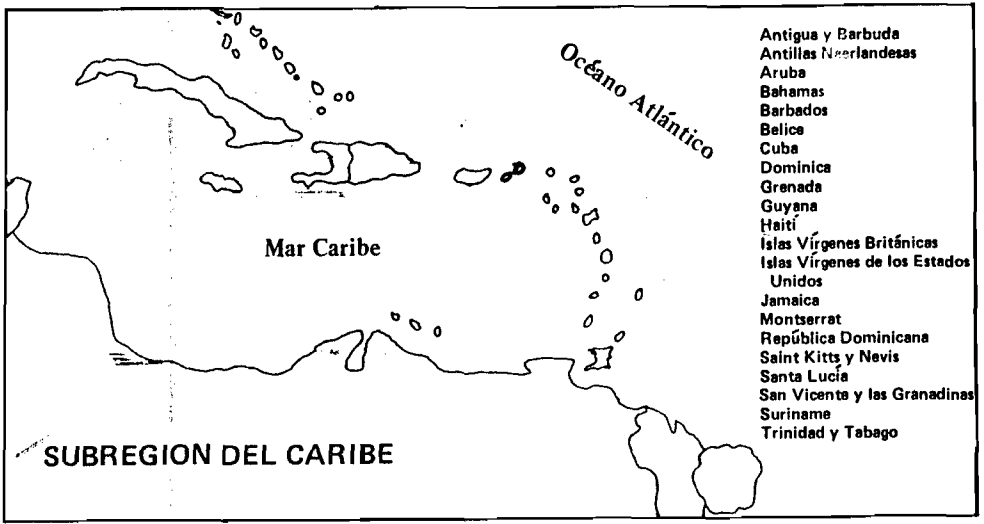 Océano Atlántico
Mar Caribe
SUBREGION DEL CARIBE
Antigua y Barbuda
Antillas Neerlandesas
Aruba
Bahamas
Barbados
Belice
Cuba
Dominica
Grenada
Guyana
Haití
Islas Vírgenes Británicas
Islas Vírgenes de los Estados
Unidos
Jamaica
Montserrat
República Dominicana
Saint Kitts y Nevis
Santa Lucía
San Vicente y las Granadinas
Suriname
Trinidad y Tabago